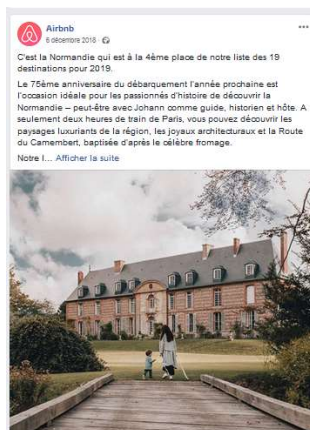 Airbnb
6 décembre 2018 ·
C'est la Normandie qui est à la 4ème place de notre liste des 19
destinations pour 2019.
Le 75ème anniversaire du débarquement l'année prochaine est
l'occasion idéale pour les passionnés d'histoire de découvrir la
Normandie – peut-être avec Johann comme guide, historien et hôte. A
seulement deux heures de train de Paris, vous pouvez découvrir les
paysages luxuriants de la région, les joyaux architecturaux et la Route
du Camembert, baptisée d'après le célèbre fromage.
Notre l... Afficher la suite